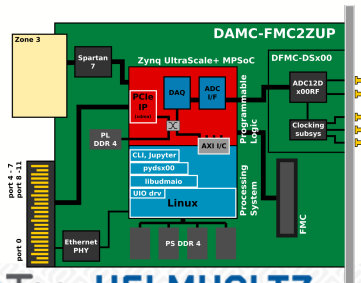 DAMC-FMC2ZUP
Zone 3
Spartan
7
Zynq UltraScale+ MPSoC
DFMC-DSx00
PCIe
IP
DAQ
ADC
I/F
ADC12D
x00RF
Programmable
Logic
PL
DDR 4
Clocking
subsys
AXI I/C
CLI, Jupyter
pydsx00
libudmaio
UIO drv
Linux
Processing
System
port 4 - 7
port 8 -11
port 0
Ethernet
PHY
PS DDR 4
FMC
HELMHOLTZ